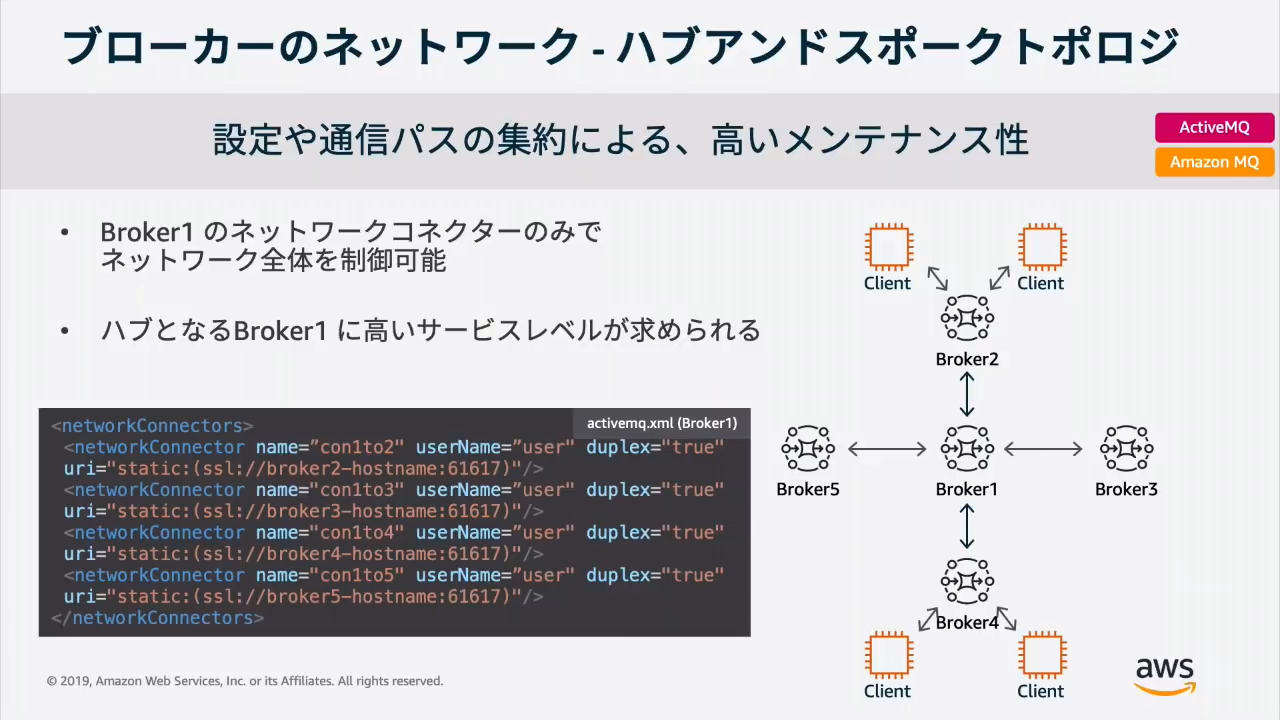 ブローカーのネットワーク - ハブアンドスポークトポロジ
設定や通信パスの集約による、高いメンテナンス性
ActiveMQ
Amazon MQ
• Broker1 のネットワークコネクターのみで
ネットワーク全体を制御可能
• ハブとなるBroker1 に高いサービスレベルが求められる
activemq.xml (Broker1)
<networkConnectors>
<networkConnector name=”con1to2" userName=”user" duplex="true"
uri="static:(ssl://broker2-hostname:61617)"/>
<networkConnector name="con1to3" userName=”user" duplex="true"
uri="static:(ssl://broker3-hostname:61617)"/>
<networkConnector name="con1to4" userName=”user" duplex="true"
uri="static:(ssl://broker4-hostname:61617)"/>
<networkConnector name="con1to5" userName=”user" duplex="true"
uri="static:(ssl://broker5-hostname:61617)"/>
</networkConnectors>
Client
Client
Broker2
Broker5
Broker1
Broker3
Broker4
Client
Client
© 2019, Amazon Web Services, Inc. or its Affiliates. All rights reserved.
aws